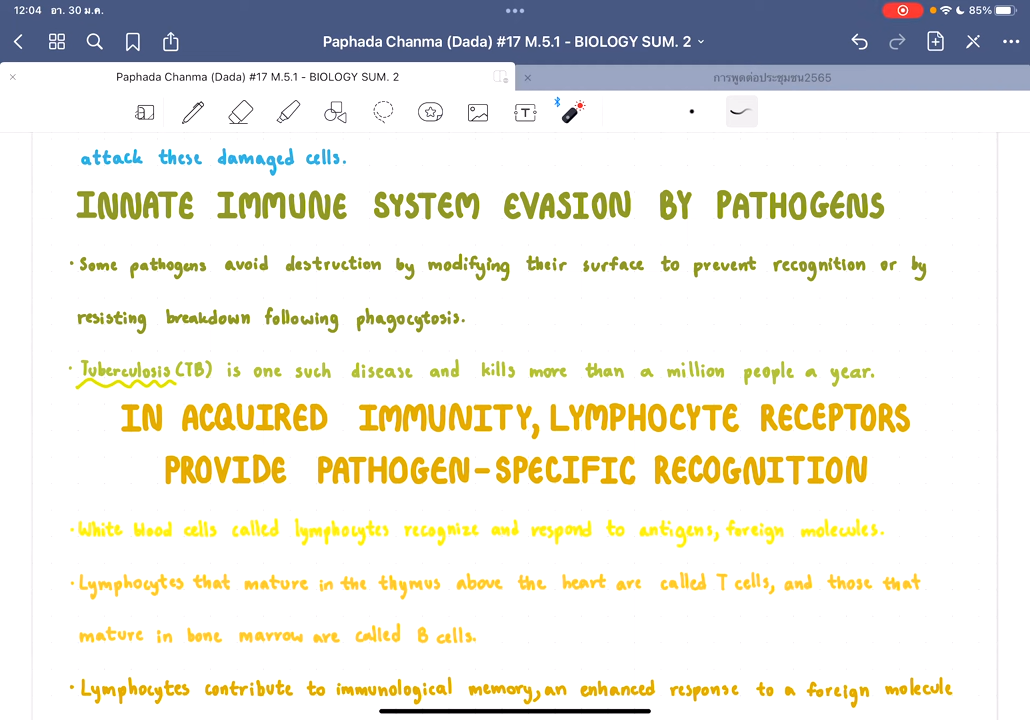 12:04 อา. 30 ม.ค.
85%
Paphada Chanma (Dada) #17 M.5.1 - BIOLOGY SUM. 2
Paphada Chanma (Dada) #17 M.5.1 - BIOLOGY SUM. 2
การพูดต่อประชุมชน2565
attack these damaged cells.
INNATE IMMUNE SYSTEM EVASION BY PATHOGENS
• Some pathogens avoid destruction by modifying their surface to prevent recognition or by
resisting breakdown following phagocytosis.
• Tuberculosis (TB) is one such disease and kills more than a million people a year.
IN ACQUIRED IMMUNITY, LYMPHOCYTE RECEPTORS
PROVIDE PATHOGEN-SPECIFIC RECOGNITION
• White blood cells called lymphocytes recognize and respond to antigens, foreign molecules.
• Lymphocytes that mature in the thymus above the heart are called T cells, and those that
mature in bone marrow are called B cells.
• Lymphocytes contribute to immunological memory, an enhanced response to a foreign molecule